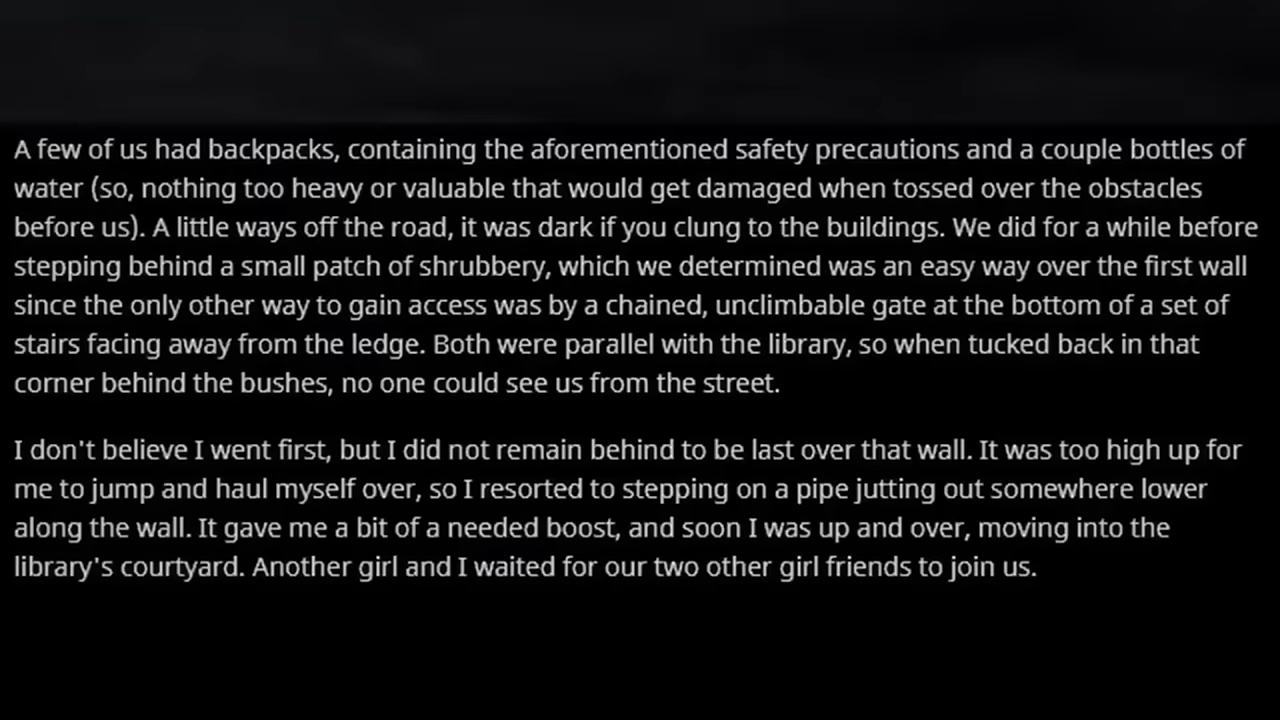 A few of us had backpacks, containing the aforementioned safety precautions and a couple bottles of
water (so, nothing too heavy or valuable that would get damaged when tossed over the obstacles
before us). A little ways off the road, it was dark if you clung to the buildings. We did for a while before
stepping behind a small patch of shrubbery, which we determined was an easy way over the first wall
since the only other way to gain access was by a chained, unclimbable gate at the bottom of a set of
stairs facing away from the ledge. Both were parallel with the library, so when tucked back in that
corner behind the bushes, no one could see us from the street.
I don't believe I went first, but I did not remain behind to be last over that wall. It was too high up for
me to jump and haul myself over, so I resorted to stepping on a pipe jutting out somewhere lower
along the wall. It gave me a bit of a needed boost, and soon I was up and over, moving into the
library's courtyard. Another girl and I waited for our two other girl friends to join us.